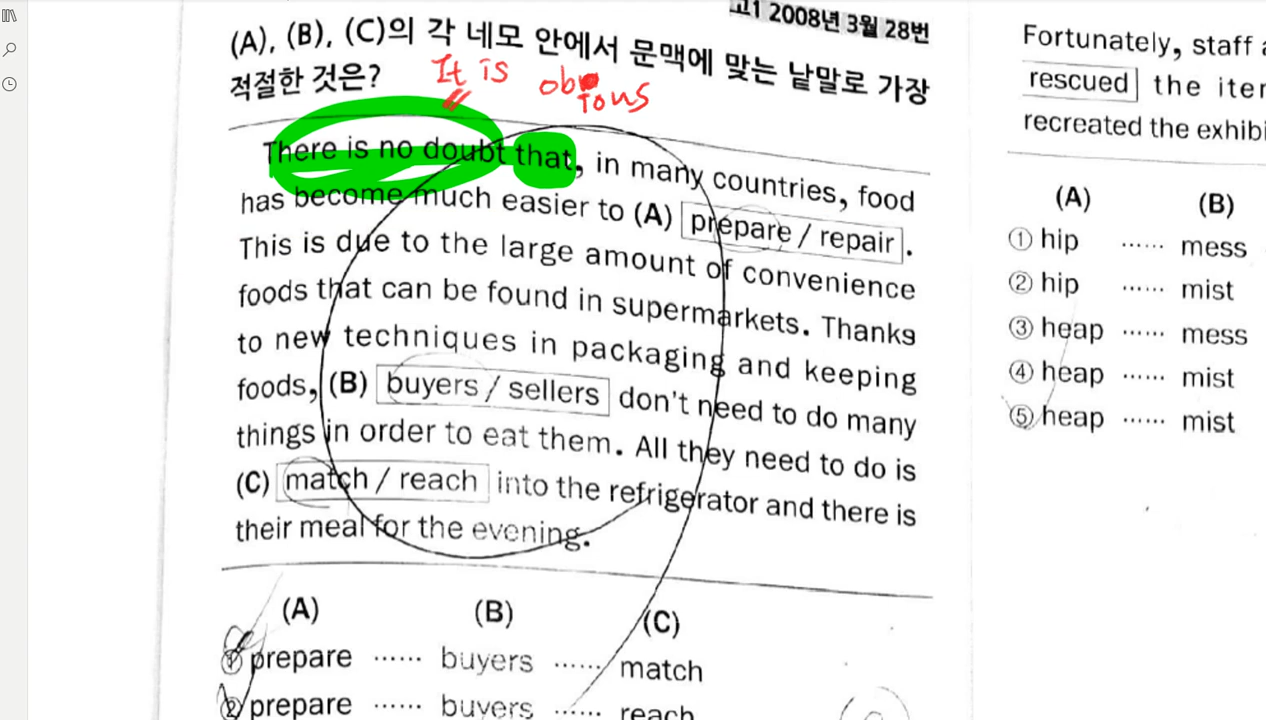 고1 2008년 3월 28번
(A), (B), (C)의 각 네모 안에서 문맥에 맞는 낱말로 가장
적절한 것은?
It is obvious
There is no doubt that, in many countries, food
has become much easier to (A) prepare / repair .
This is due to the large amount of convenience
foods that can be found in supermarkets. Thanks
to new techniques in packaging and keeping
foods, (B) buyers / sellers don't need to do many
things in order to eat them. All they need to do is
(C) match / reach into the refrigerator and there is
their meal for the evening.
(A) (B) (C)
① prepare ······ buyers ······ match
② prepare ······ buyers ······ reach
Fortunately, staff
rescued the
recreated the
(A) (B)
① hip ······ mess
② hip ······ mist
③ heap ······ mess
④ heap ······ mist
⑤ heap ······ mist